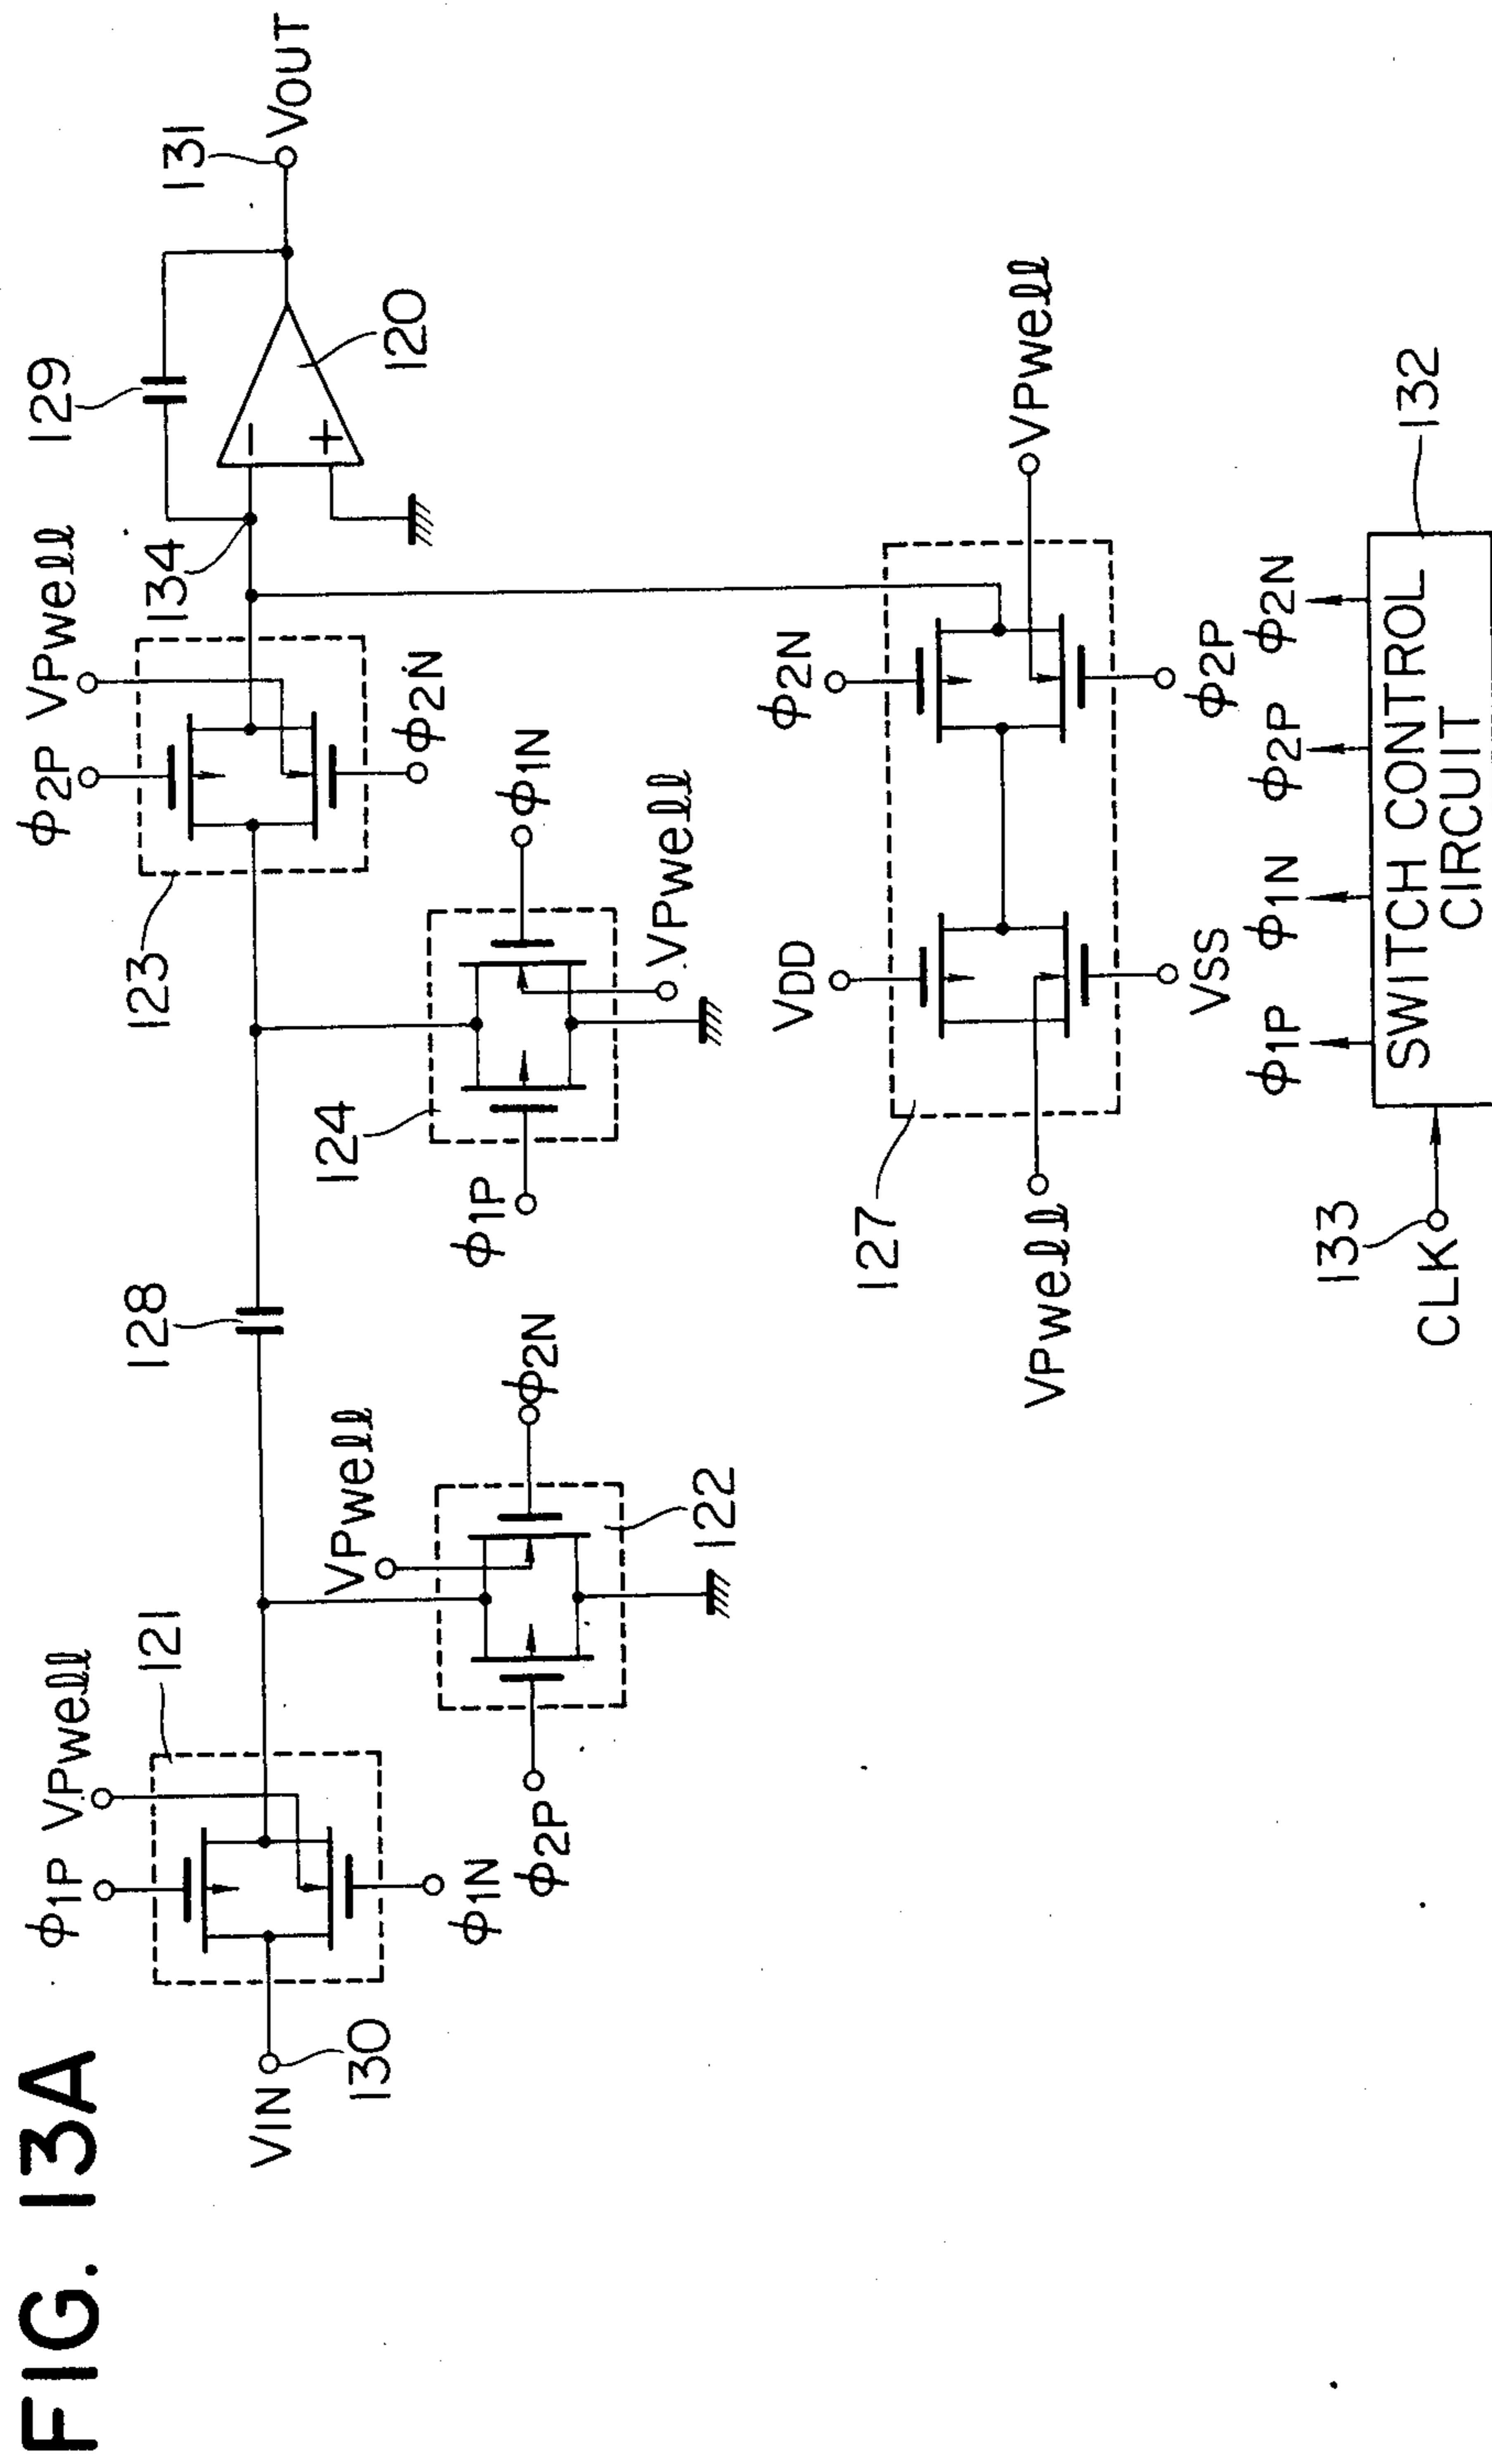 FIG. 13A
VIN
130
φ1P
VPwell
121
φ1N
φ2P
VPwell
φ2N
122
128
φ1P
124
φ1N
VPwell
123
φ2P
VPwell
φ2N
134
129
120
−
+
131
VOUT
127
VDD
VSS
VPwell
φ2N
φ2P
VPwell
CLK
133
φ1P
φ1N
φ2P
φ2N
SWITCH CONTROL
CIRCUIT
132